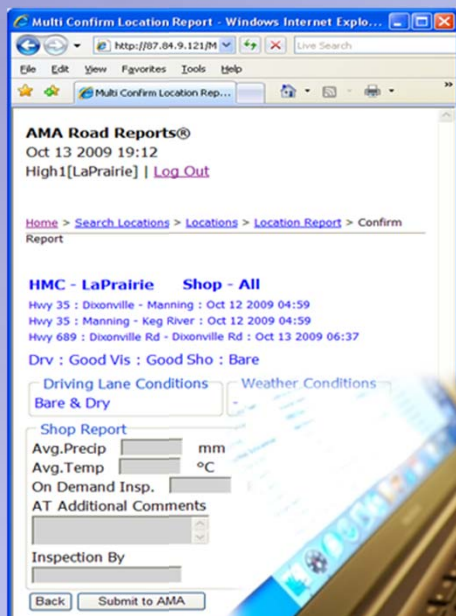 Multi Confirm Location Report - Windows Internet Explo...
http://87.84.9.121/M
Live Search
File Edit View Favorites Tools Help
Multi Confirm Location Rep...
AMA Road Reports®
Oct 13 2009 19:12
High1[LaPrairie] | Log Out
Home > Search Locations > Locations > Location Report > Confirm
Report
HMC - LaPrairie Shop - All
Hwy 35 : Dixonville - Manning : Oct 12 2009 04:59
Hwy 35 : Manning - Keg River : Oct 12 2009 04:59
Hwy 689 : Dixonville Rd - Dixonville Rd : Oct 13 2009 06:37
Drv : Good Vis : Good Sho : Bare
Driving Lane Conditions Weather Conditions
Bare & Dry -
Shop Report
Avg.Precip mm
Avg.Temp °C
On Demand Insp.
AT Additional Comments
Inspection By
Back Submit to AMA